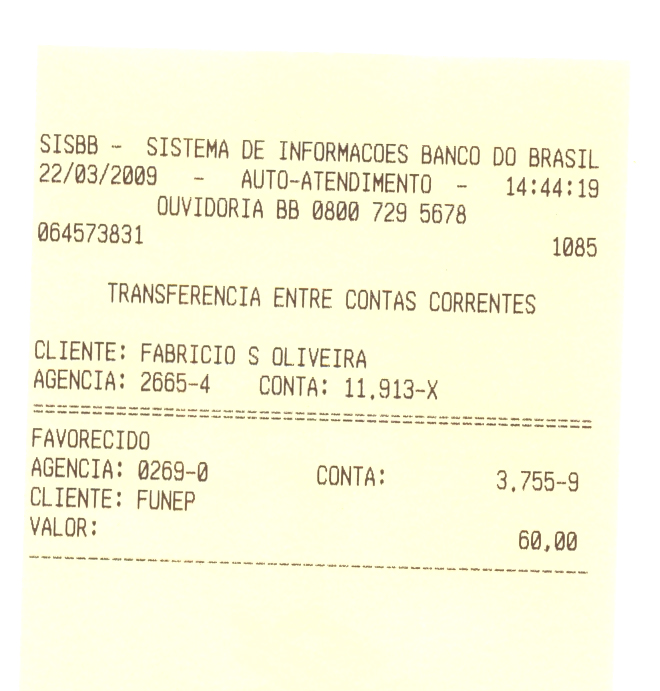 SISBB - SISTEMA DE INFORMACOES BANCO DO BRASIL
22/03/2009 - AUTO-ATENDIMENTO - 14:44:19
OUVIDORIA BB 0800 729 5678
064573831 1085
TRANSFERENCIA ENTRE CONTAS CORRENTES
CLIENTE: FABRICIO S OLIVEIRA
AGENCIA: 2665-4 CONTA: 11.913-X
==============================================
FAVORECIDO
AGENCIA: 0269-0 CONTA: 3.755-9
CLIENTE: FUNEP
VALOR: 60,00
----------------------------------------------